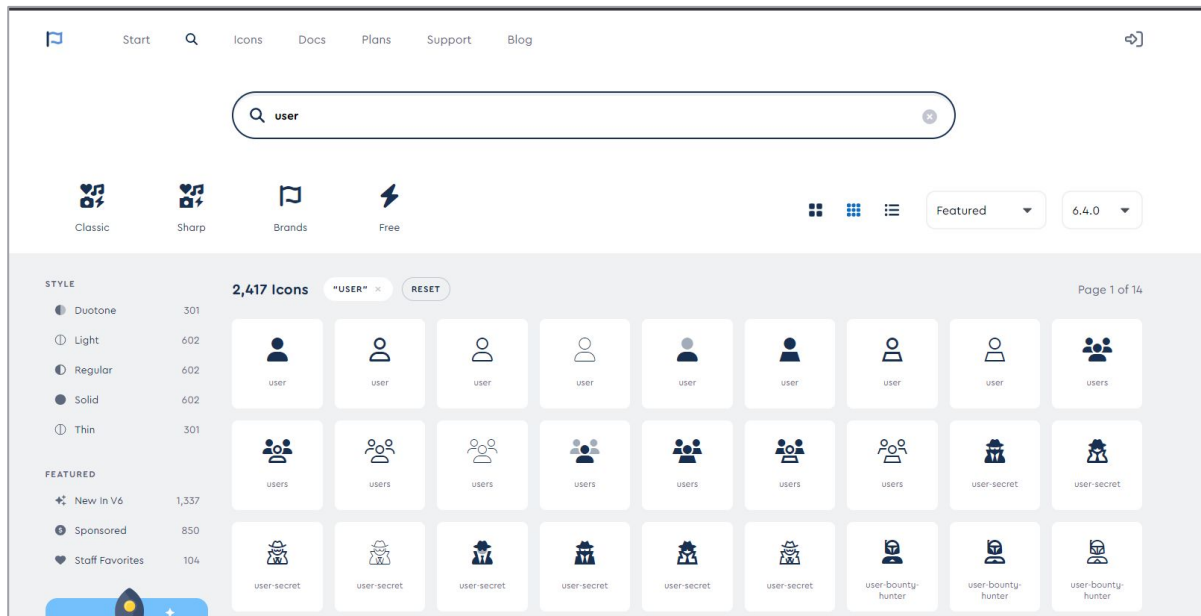 Start Icons Docs Plans Support Blog
user
Classic Sharp Brands Free
Featured 6.4.0
STYLE
Duotone 301
Light 602
Regular 602
Solid 602
Thin 301
FEATURED
New In V6 1,337
Sponsored 850
Staff Favorites 104
2,417 Icons "USER" × RESET Page 1 of 14
user user user user user user user user users
users users users users users users users user-secret user-secret
user-secret user-secret user-secret user-secret user-secret user-secret user-bounty-hunter user-bounty-hunter user-bounty-hunter